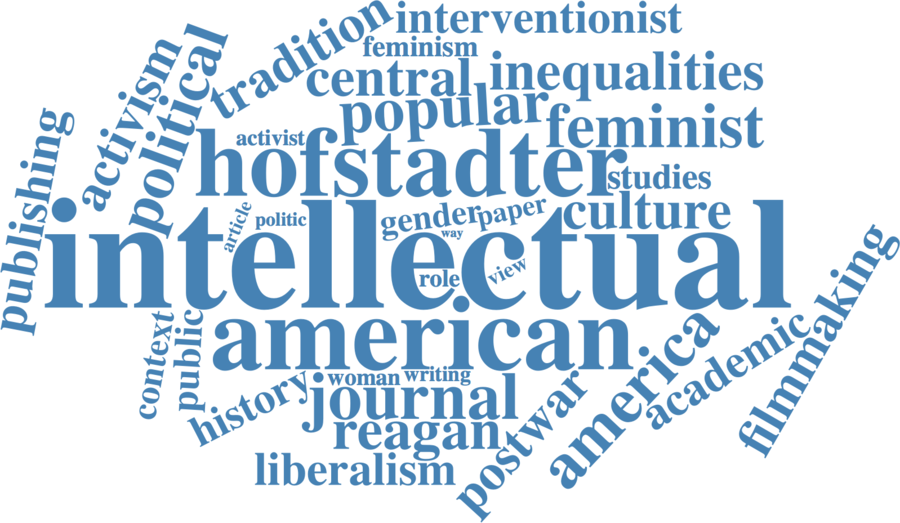 interventionist
tradition
feminism
central
inequalities
activism
political
popular
feminist
activist
hofstadter
publishing
studies
article
politic
gender
paper
culture
way
intellectual
role
view
filmmaking
context
public
american
america
academic
history
woman
writing
journal
postwar
reagan
liberalism